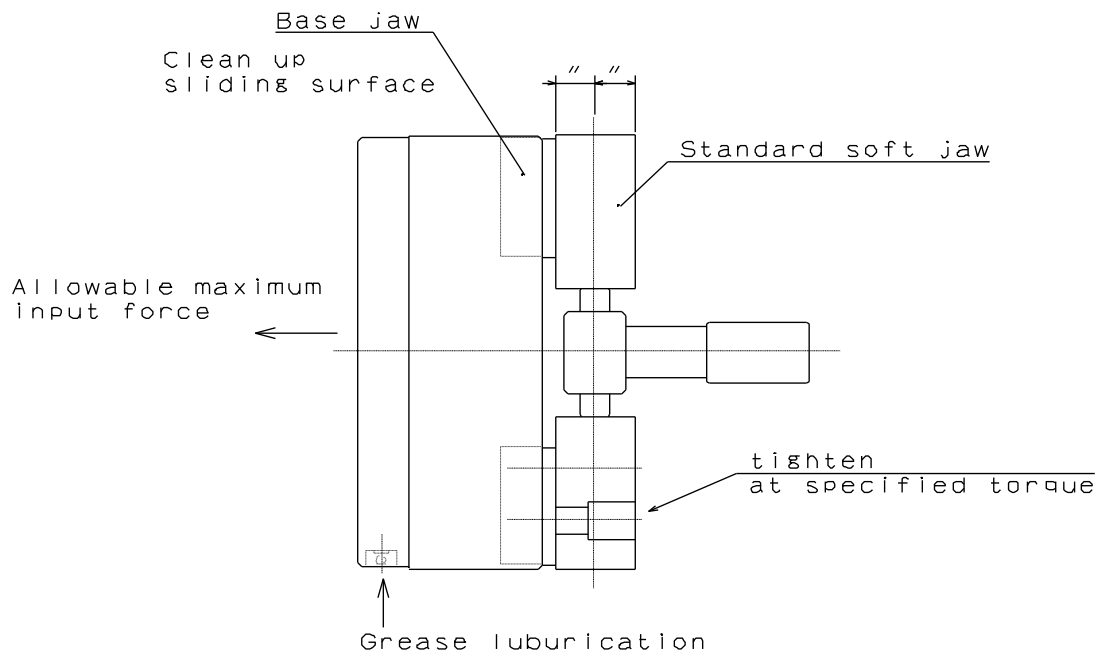 Base jaw
Clean up
sliding surface
〃 〃
Standard soft jaw
Allowable maximum
input force
tighten
at specified torque
G
Grease luburication